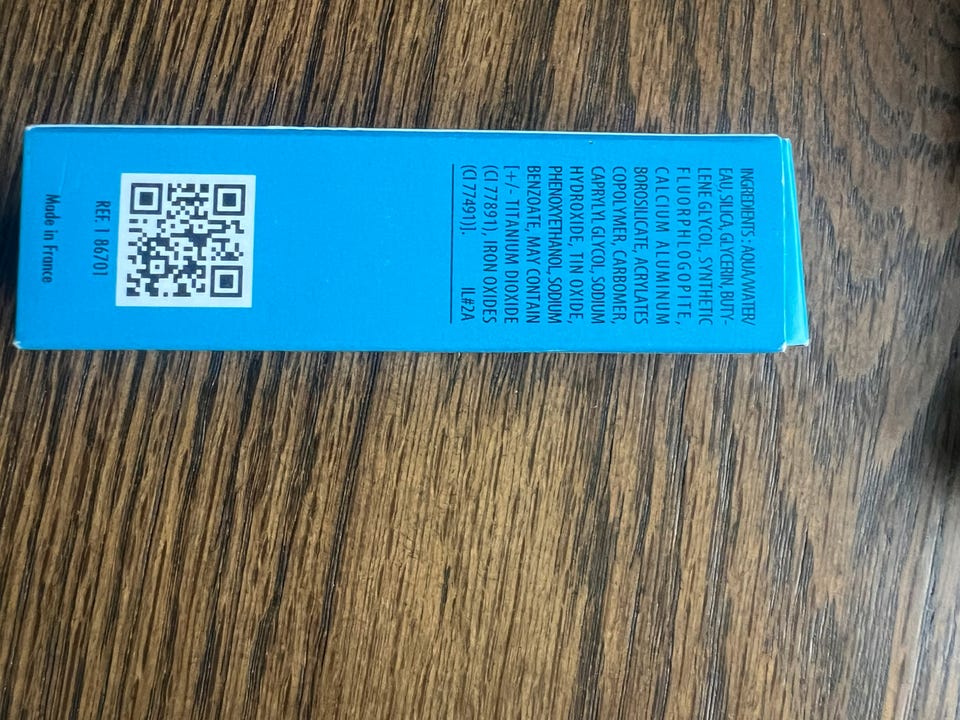 INGREDIENTS : AQUA/WATER/
EAU, SILICA, GLYCERIN, BUTY-
LENE GLYCOL, SYNTHETIC
FLUORPHLOGOPITE,
CALCIUM ALUMINUM
BOROSILICATE, ACRYLATES
COPOLYMER, CARBOMER,
CAPRYLYL GLYCOL, SODIUM
HYDROXIDE, TIN OXIDE,
PHENOXYETHANOL, SODIUM
BENZOATE, MAY CONTAIN
[+/- TITANIUM DIOXIDE
(CI 77891), IRON OXIDES
(CI 77491)].
IL#2A
REF. 1 B6701
Made in France